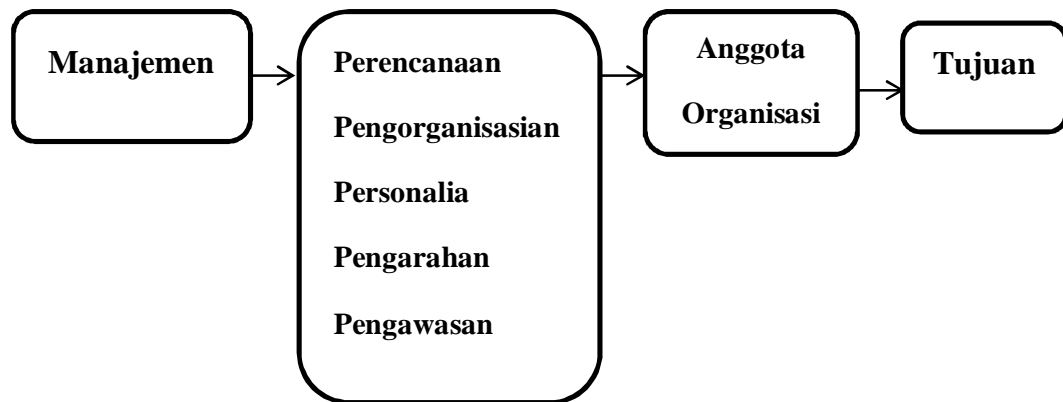 Manajemen
Perencanaan
Pengorganisasian
Personalia
Pengarahan
Pengawasan
Anggota
Organisasi
Tujuan